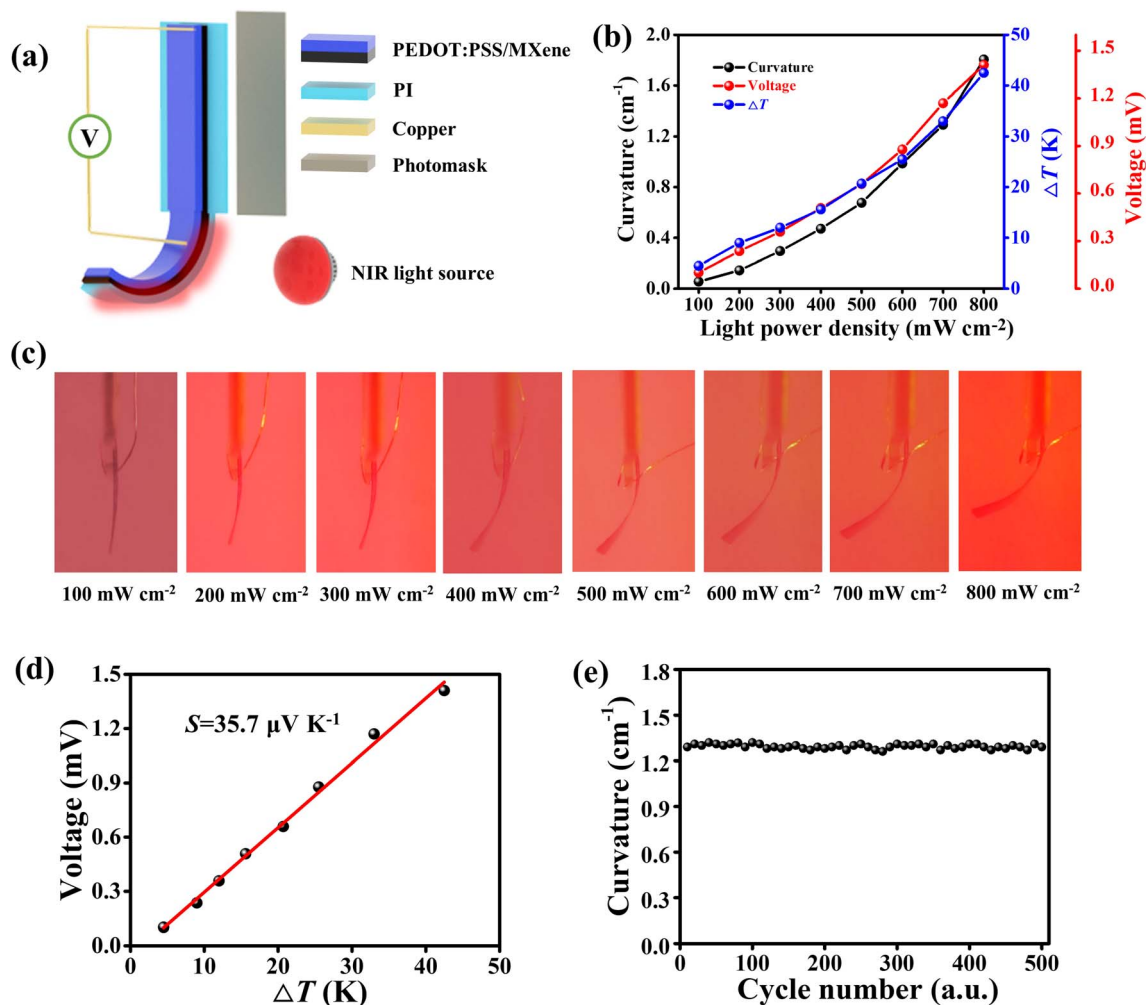 (a)
PEDOT:PSS/MXene
PI
Copper
Photomask
V
NIR light source
(b)
Curvature
Voltage
△T
Curvature (cm-1)
2.0
1.6
1.2
0.8
0.4
0.0
100 200 300 400 500 600 700 800
Light power density (mW cm-2)
50
40
30
20
10
0
△T (K)
1.5
1.2
0.9
0.6
0.3
0.0
Voltage (mV)
(c)
100 mW cm-2
200 mW cm-2
300 mW cm-2
400 mW cm-2
500 mW cm-2
600 mW cm-2
700 mW cm-2
800 mW cm-2
(d)
S=35.7 μV K-1
Voltage (mV)
1.5
1.2
0.9
0.6
0.3
0.0
0 10 20 30 40 50
△T (K)
(e)
Curvature (cm-1)
1.8
1.5
1.2
0.9
0.6
0.3
0.0
0 100 200 300 400 500
Cycle number (a.u.)